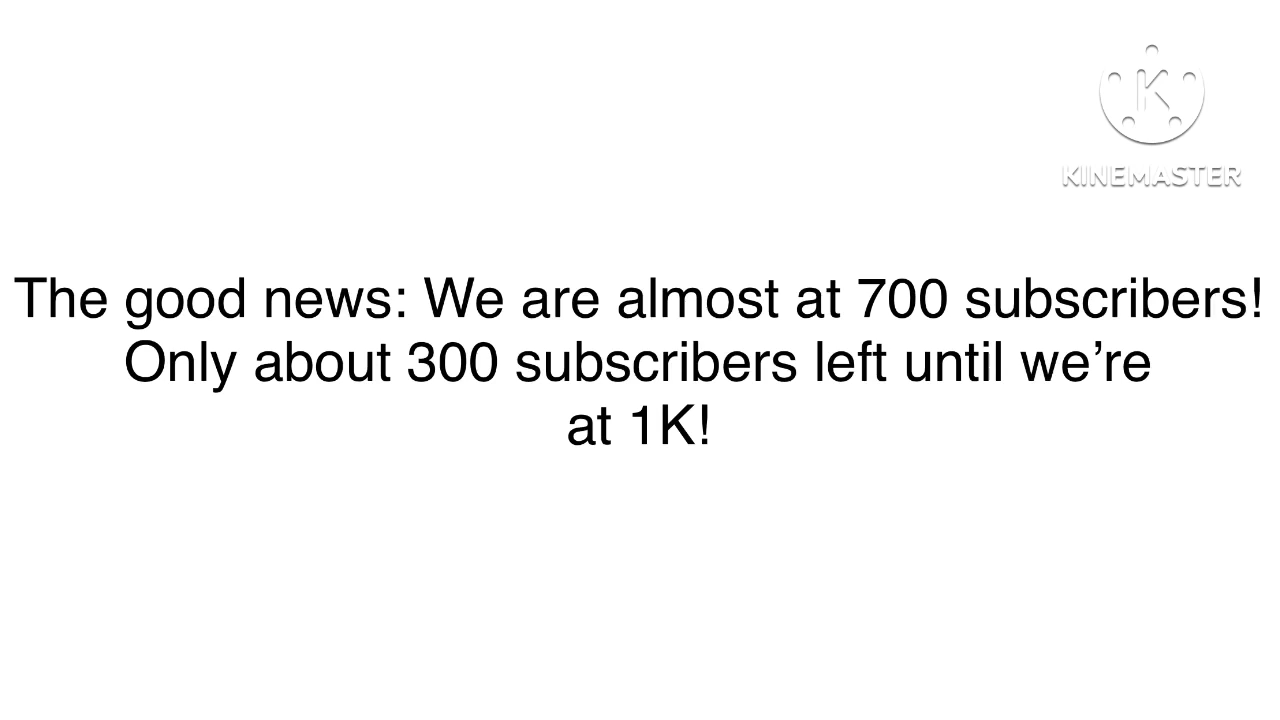 KINEMASTER
The good news: We are almost at 700 subscribers!
Only about 300 subscribers left until we’re
at 1K!